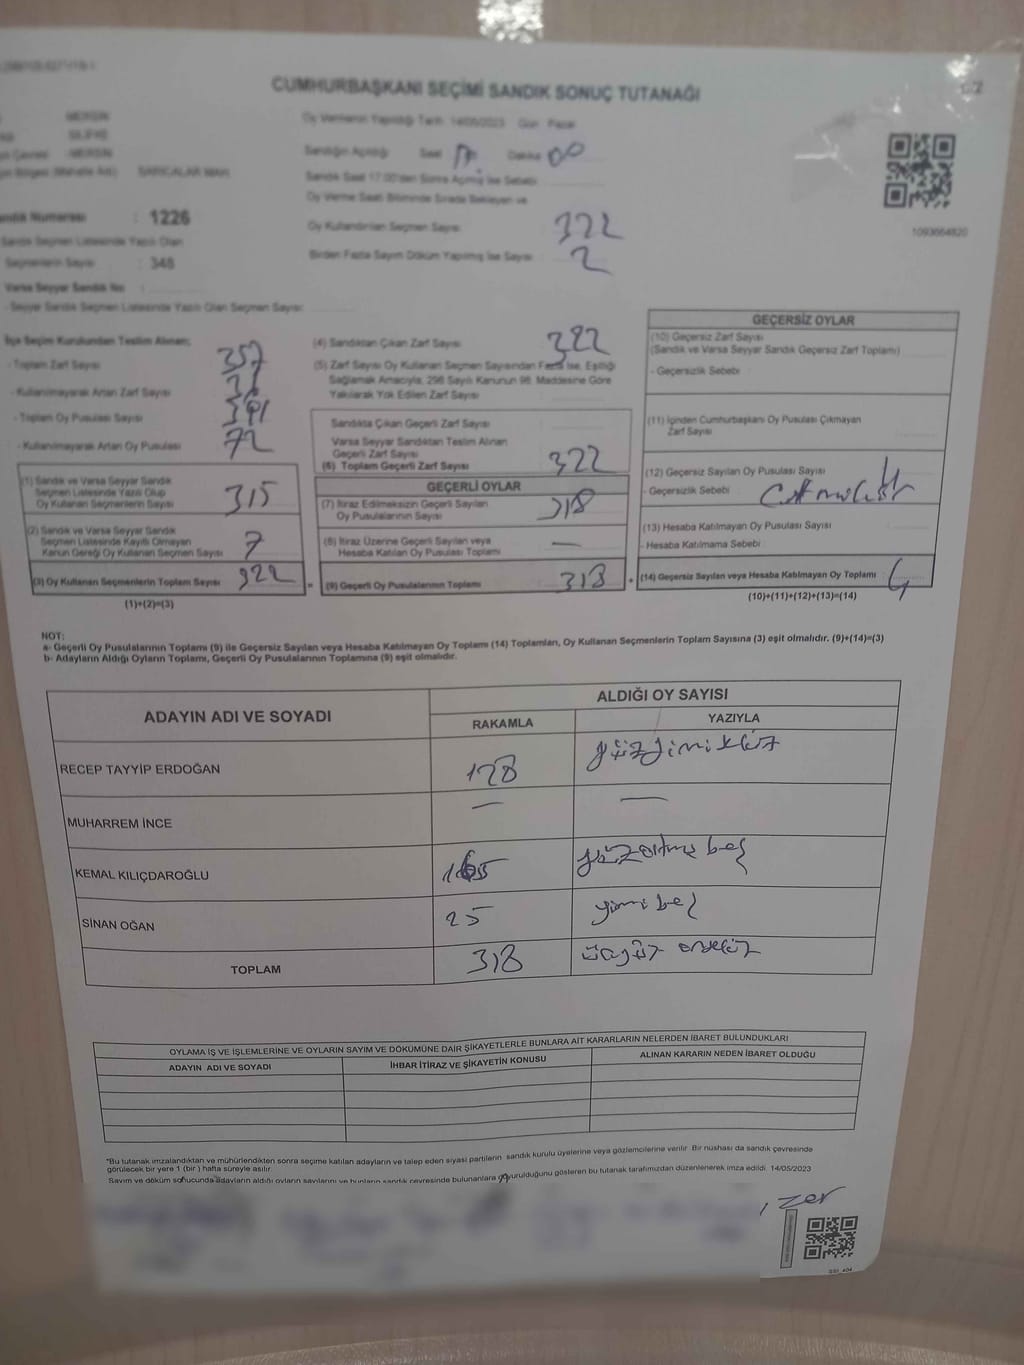 CUMHURBAŞKANI SEÇİMİ SANDIK SONUÇ TUTANAĞI
Oy Vermenin Yapıldığı Tarih 14/05/2023 Gün Pazar
MERSİN
SİLİFKE
MERSİN
SARICALAR MAH.
Sandığın Açıldığı Saat Dakika 00
Sandık Saat 17.00'den Sonra Açılmış İse Sebebi
Oy Verme Saati Bitiminde Sırada Bekleyen ve
Oy Kullandırılan Seçmen Sayısı 322
Birden Fazla Sayım Döküm Yapılmış İse Sayısı 2
1093664820
Sandık Numarası : 1226
Sandık Seçmen Listesinde Yazılı Olan
Seçmenlerin Sayısı : 348
Varsa Seyyar Sandık No :
- Seyyar Sandık Seçmen Listesinde Yazılı Olan Seçmen Sayısı:
İlçe Seçim Kurulundan Teslim Alınan;
- Toplam Zarf Sayısı 357
- Kullanılmayarak Artan Zarf Sayısı
- Toplam Oy Pusulası Sayısı 391
- Kullanılmayarak Artan Oy Pusulası 72
(1) Sandık ve Varsa Seyyar Sandık
Seçmen Listesinde Yazılı Olup
Oy Kullanan Seçmenlerin Sayısı 315
(2) Sandık ve Varsa Seyyar Sandık
Seçmen Listesinde Kayıtlı Olmayan
Kanun Gereği Oy Kullanan Seçmen Sayısı 7
(3) Oy Kullanan Seçmenlerin Toplam Sayısı 322
(1)+(2)=(3)
(4) Sandıktan Çıkan Zarf Sayısı 322
(5) Zarf Sayısı Oy Kullanan Seçmen Sayısından Fazla İse, Eşitliği
Sağlamak Amacıyla, 298 Sayılı Kanunun 98. Maddesine Göre
Yakılarak Yok Edilen Zarf Sayısı
Sandıkta Çıkan Geçerli Zarf Sayısı
Varsa Seyyar Sandıktan Teslim Alınan
Geçerli Zarf Sayısı
(6) Toplam Geçerli Zarf Sayısı 322
GEÇERLİ OYLAR
(7) İtiraz Edilmeksizin Geçerli Sayılan
Oy Pusulalarının Sayısı 318
(8) İtiraz Üzerine Geçerli Sayılan veya
Hesaba Katılan Oy Pusulası Toplamı —
= (9) Geçerli Oy Pusulalarının Toplamı 318
GEÇERSİZ OYLAR
(10) Geçersiz Zarf Sayısı
(Sandık ve Varsa Seyyar Sandık Geçersiz Zarf Toplamı)
- Geçersizlik Sebebi :
(11) İçinden Cumhurbaşkanı Oy Pusulası Çıkmayan
Zarf Sayısı
(12) Geçersiz Sayılan Oy Pusulası Sayısı
- Geçersizlik Sebebi :
(13) Hesaba Katılmayan Oy Pusulası Sayısı
- Hesaba Katılmama Sebebi :
+ (14) Geçersiz Sayılan veya Hesaba Katılmayan Oy Toplamı 4
(10)+(11)+(12)+(13)=(14)
NOT:
a- Geçerli Oy Pusulalarının Toplamı (9) ile Geçersiz Sayılan veya Hesaba Katılmayan Oy Toplamı (14) Toplamları, Oy Kullanan Seçmenlerin Toplam Sayısına (3) eşit olmalıdır. (9)+(14)=(3)
b- Adayların Aldığı Oyların Toplamı, Geçerli Oy Pusulalarının Toplamına (9) eşit olmalıdır.
ADAYIN ADI VE SOYADI
ALDIĞI OY SAYISI
RAKAMLA YAZIYLA
RECEP TAYYİP ERDOĞAN 128 yüzyirmisekiz
MUHARREM İNCE — —
KEMAL KILIÇDAROĞLU 165 yüzaltmış beş
SİNAN OĞAN 25 yirmi beş
TOPLAM 318 üçyüz onsekiz
OYLAMA İŞ VE İŞLEMLERİNE VE OYLARIN SAYIM VE DÖKÜMÜNE DAİR ŞİKAYETLERLE BUNLARA AİT KARARLARIN NELERDEN İBARET BULUNDUKLARI
ADAYIN ADI VE SOYADI İHBAR İTİRAZ VE ŞİKAYETİN KONUSU ALINAN KARARIN NEDEN İBARET OLDUĞU
*Bu tutanak imzalandıktan ve mühürlendikten sonra seçime katılan adayların ve talep eden siyasi partilerin sandık kurulu üyelerine veya gözlemcilerine verilir. Bir nüshası da sandık çevresinde
görülecek bir yere 1 (bir) hafta süreyle asılır.
Sayım ve döküm sonucunda adayların aldığı oyların sayılarını ve bunların sandık çevresinde bulunanlara duyurulduğunu gösteren bu tutanak tarafımızdan düzenlenerek imza edildi. 14/05/2023